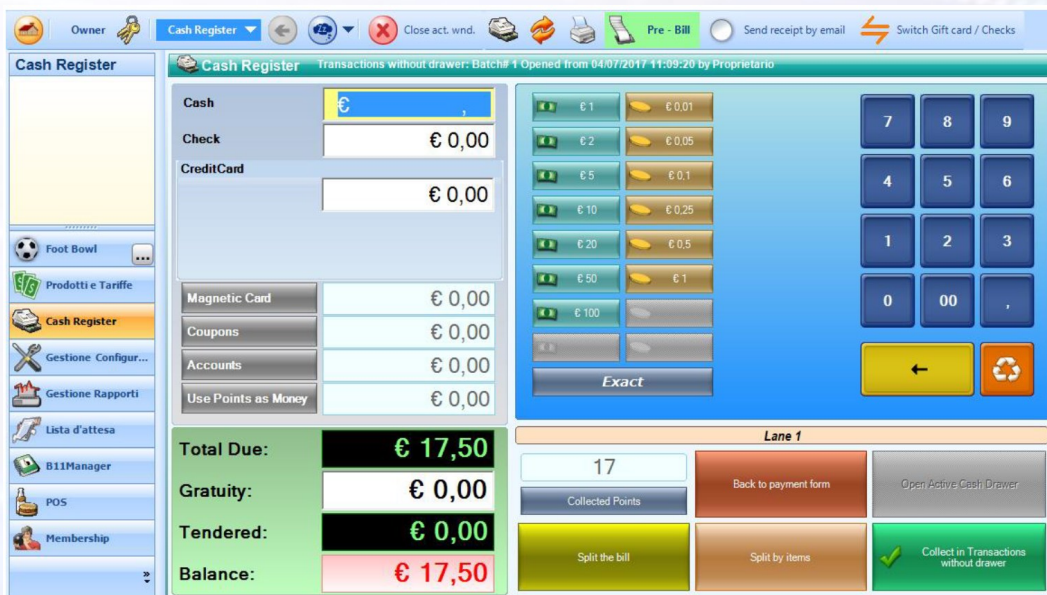 Owner
Cash Register
Close act. wnd.
Pre - Bill
Send receipt by email
Switch Gift card / Checks
Cash Register
Foot Bowl
...
Prodotti e Tariffe
Cash Register
Gestione Configur...
Gestione Rapporti
Lista d'attesa
B11Manager
POS
Membership
Cash Register Transactions without drawer: Batch# 1 Opened from 04/07/2017 11:09:20 by Proprietario
Cash € ,
Check € 0,00
CreditCard
€ 0,00
Magnetic Card € 0,00
Coupons € 0,00
Accounts € 0,00
Use Points as Money € 0,00
Total Due: € 17,50
Gratuity: € 0,00
Tendered: € 0,00
Balance: € 17,50
€ 1 € 0,01
€ 2 € 0,05
€ 5 € 0,1
€ 10 € 0,25
€ 20 € 0,5
€ 50 € 1
€ 100
Exact
7 8 9
4 5 6
1 2 3
0 00 ,
←
Lane 1
17
Collected Points
Back to payment form
Open Active Cash Drawer
Split the bill
Split by items
Collect in Transactions
without drawer